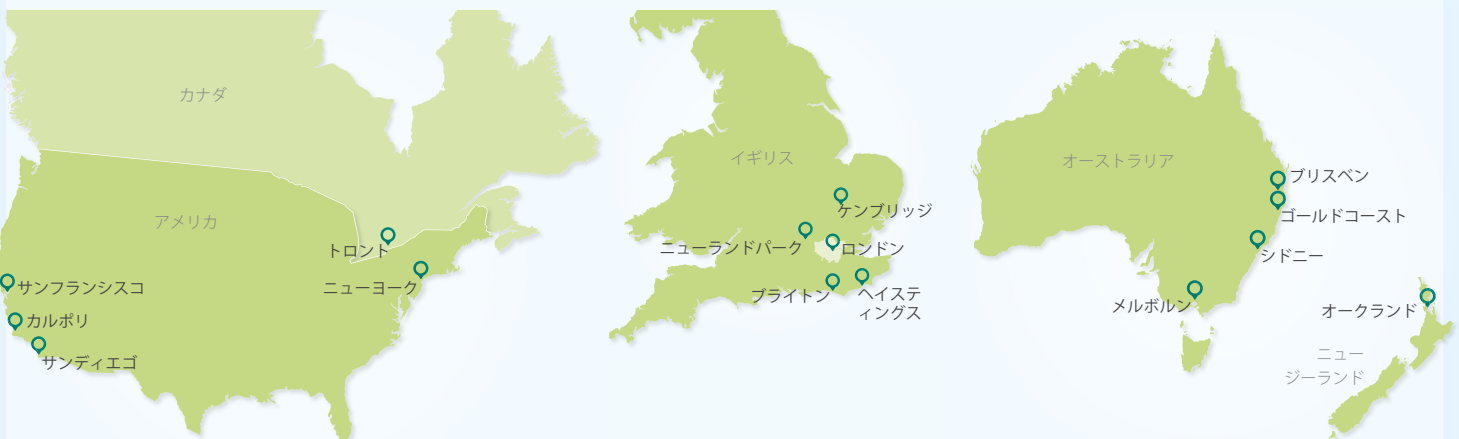 カナダ
アメリカ
トロント
ニューヨーク
サンフランシスコ
カルポリ
サンディエゴ
イギリス
ケンブリッジ
ニューランドパーク
ロンドン
ブライトン
ヘイステ
ィングス
オーストラリア
ブリスベン
ゴールドコースト
シドニー
メルボルン
オークランド
ニュー
ジーランド